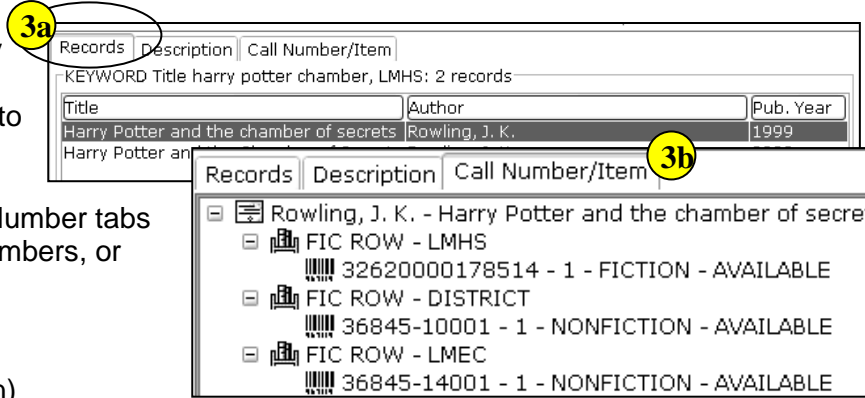 3a
Records Description Call Number/Item
KEYWORD Title harry potter chamber, LMHS: 2 records
to
Title Author Pub. Year
Harry Potter and the chamber of secrets Rowling, J. K. 1999
Harry Potter
3b
Records Description Call Number/Item
Rowling, J. K. - Harry Potter and the chamber of secre
Number tabs
FIC ROW - LMHS
mbers, or
32620000178514 - 1 - FICTION - AVAILABLE
FIC ROW - DISTRICT
36845-10001 - 1 - NONFICTION - AVAILABLE
FIC ROW - LMEC
36845-14001 - 1 - NONFICTION - AVAILABLE